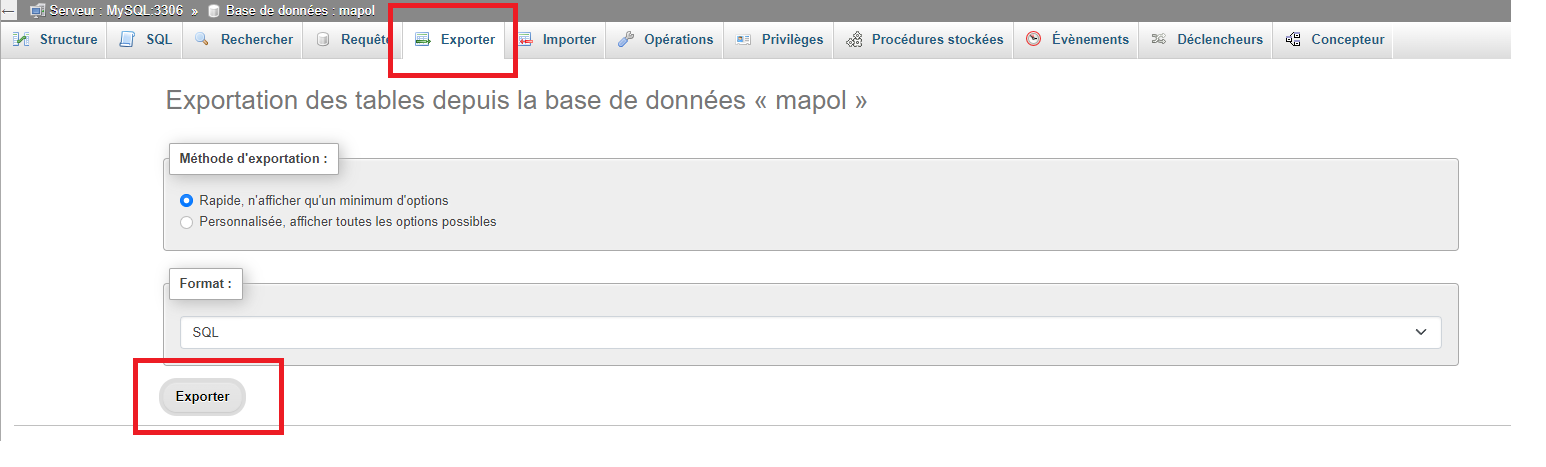 ← Serveur : MySQL:3306 » Base de données : mapol
Structure SQL Rechercher Requête Exporter Importer Opérations Privilèges Procédures stockées Évènements Déclencheurs Concepteur
Exportation des tables depuis la base de données « mapol »
Méthode d'exportation :
Rapide, n'afficher qu'un minimum d'options
Personnalisée, afficher toutes les options possibles
Format :
SQL
Exporter